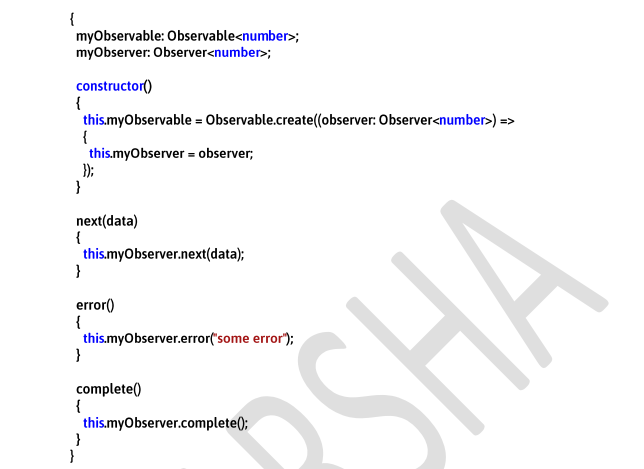 {
myObservable: Observable<number>;
myObserver: Observer<number>;
constructor()
{
this.myObservable = Observable.create((observer: Observer<number>) =>
{
this.myObserver = observer;
});
}
next(data)
{
this.myObserver.next(data);
}
error()
{
this.myObserver.error("some error");
}
complete()
{
this.myObserver.complete();
}
}
RSHA